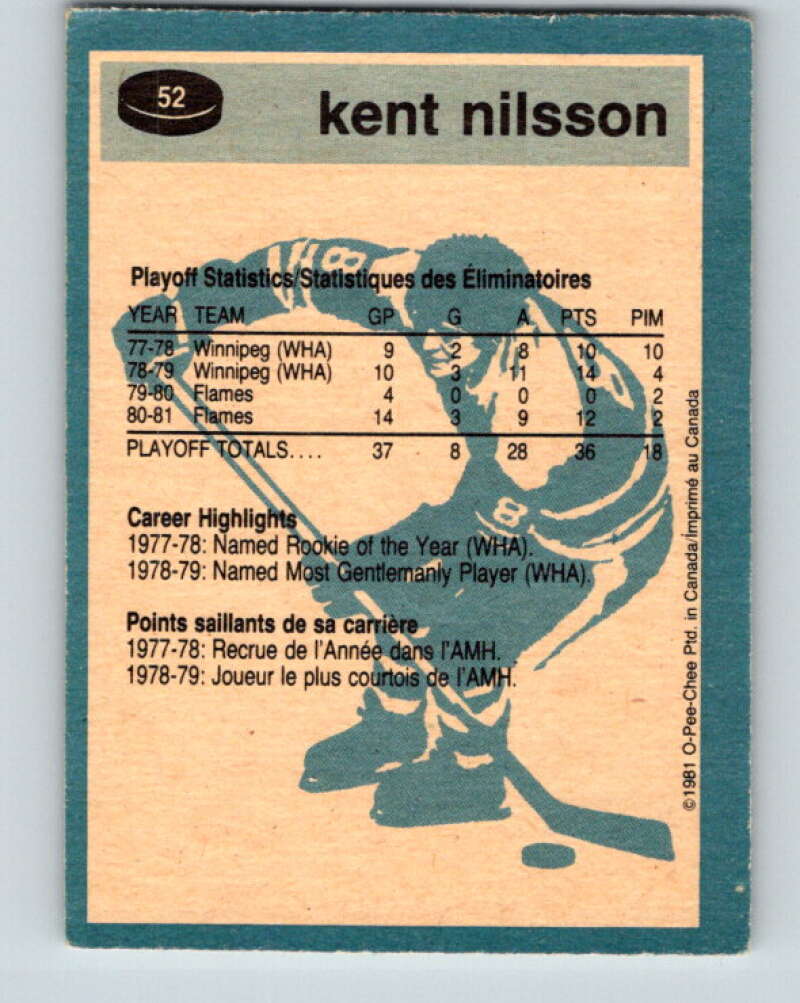 52
kent nilsson
Playoff Statistics/Statistiques des Éliminatoires
YEAR TEAM GP G A PTS PIM
77-78 Winnipeg (WHA) 9 2 8 10 10
78-79 Winnipeg (WHA) 10 3 11 14 4
79-80 Flames 4 0 0 0 2
80-81 Flames 14 3 9 12 2
PLAYOFF TOTALS.... 37 8 28 36 18
Career Highlights
1977-78: Named Rookie of the Year (WHA).
1978-79: Named Most Gentlemanly Player (WHA).
Points saillants de sa carrière
1977-78: Recrue de l'Année dans l'AMH.
1978-79: Joueur le plus courtois de l'AMH.
©1981 O-Pee-Chee Ptd. in Canada/Imprimé au Canada
8
8
8